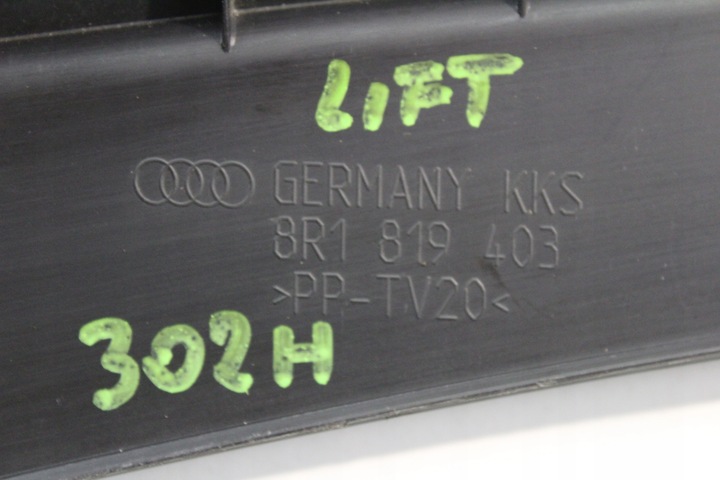 LIFT
GERMANY KKS
8R1 819 403
>PP-TV20<
302H